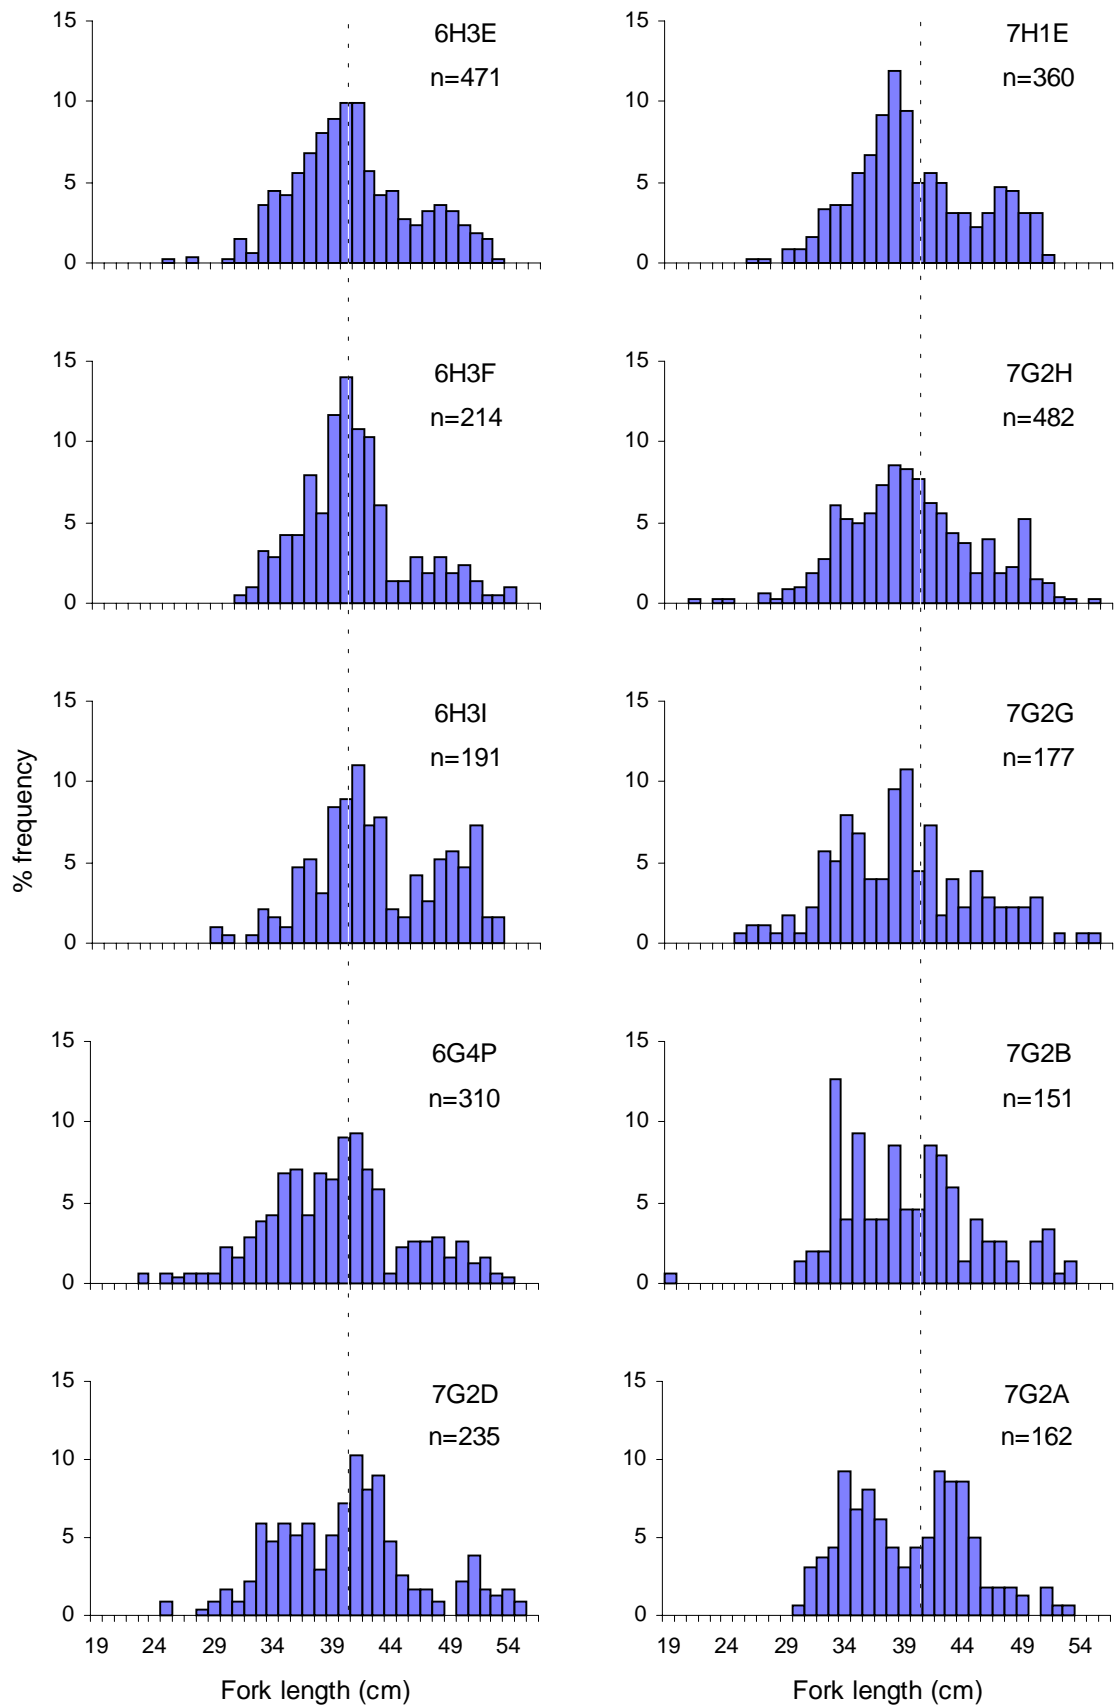 15
10
5
0
6H3E
n=471
15
10
5
0
7H1E
n=360
15
10
5
0
6H3F
n=214
15
10
5
0
7G2H
n=482
% frequency
15
10
5
0
6H3I
n=191
15
10
5
0
7G2G
n=177
15
10
5
0
6G4P
n=310
15
10
5
0
7G2B
n=151
15
10
5
0
7G2D
n=235
19 24 29 34 39 44 49 54
Fork length (cm)
15
10
5
0
7G2A
n=162
19 29 34 39 44 49 54
Fork length (cm)